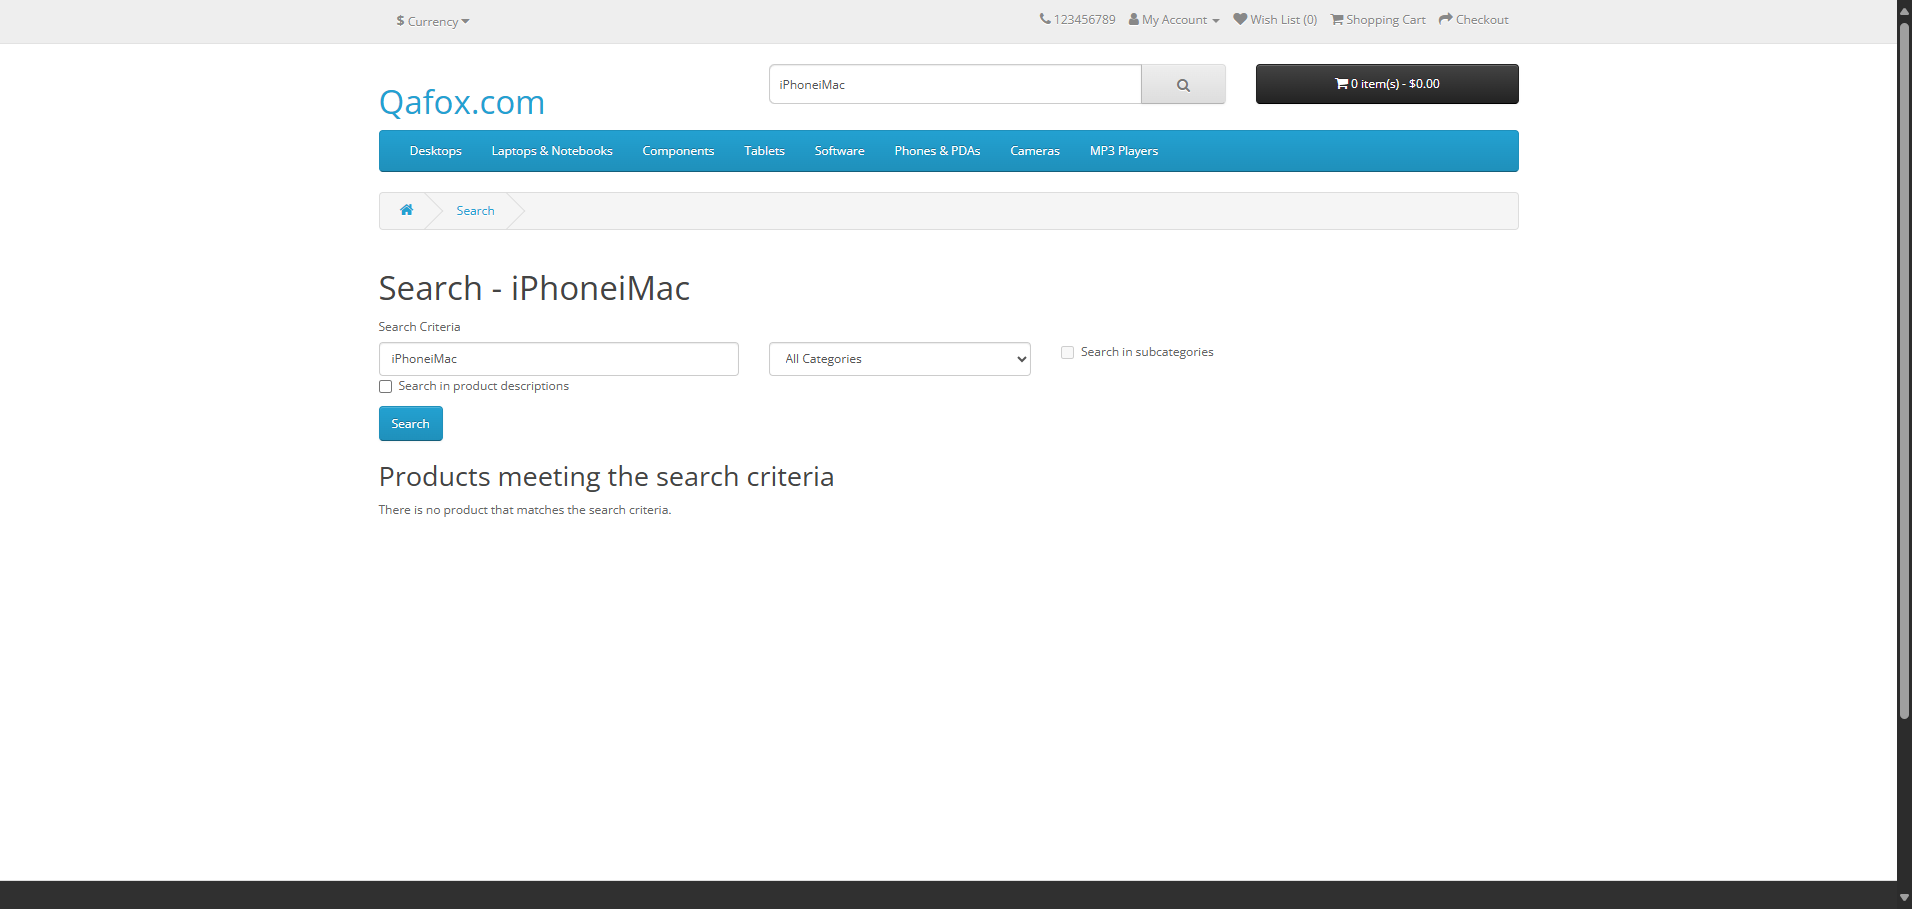 $ Currency
123456789 My Account Wish List (0) Shopping Cart Checkout
Qafox.com
iPhoneiMac
0 item(s) - $0.00
Desktops Laptops & Notebooks Components Tablets Software Phones & PDAs Cameras MP3 Players
Search
Search - iPhoneiMac
Search Criteria
iPhoneiMac All Categories Search in subcategories
Search in product descriptions
Search
Products meeting the search criteria
There is no product that matches the search criteria.